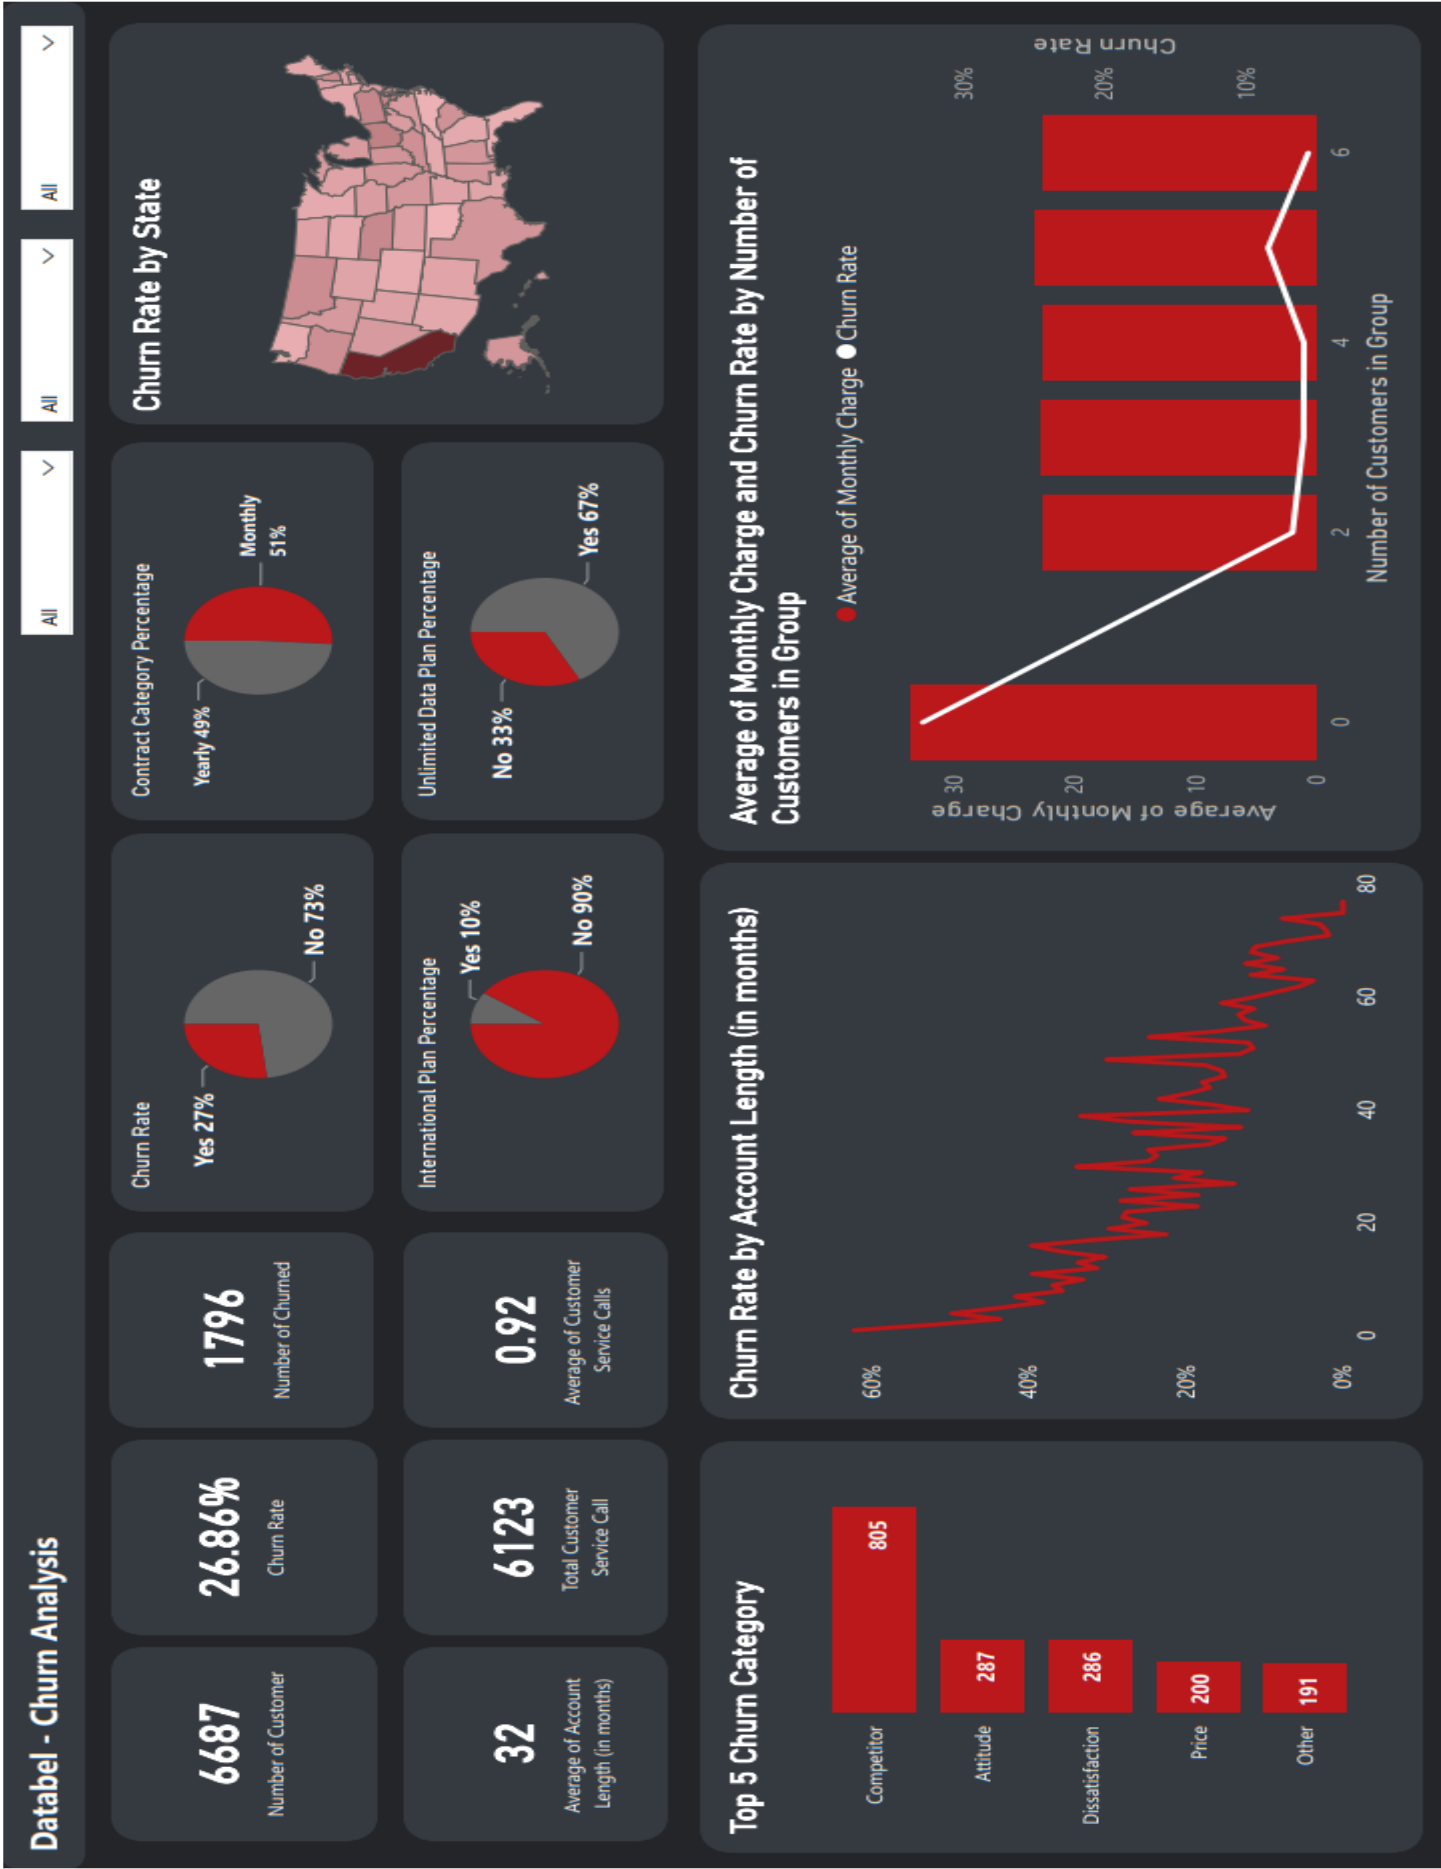 Databel - Churn Analysis
All
All
All
6687
Number of Customer
26.86%
Churn Rate
1796
Number of Churned
32
Average of Account
Length (in months)
6123
Total Customer
Service Call
0.92
Average of Customer
Service Calls
Churn Rate
Yes 27%
No 73%
Contract Category Percentage
Yearly 49%
Monthly
51%
International Plan Percentage
Yes 10%
No 90%
Unlimited Data Plan Percentage
No 33%
Yes 67%
Churn Rate by State
Top 5 Churn Category
Competitor
805
Attitude
287
Dissatisfaction
286
Price
200
Other
191
Churn Rate by Account Length (in months)
60%
40%
20%
0%
0
20
40
60
80
Average of Monthly Charge and Churn Rate by Number of
Customers in Group
Average of Monthly Charge
Churn Rate
Average of Monthly Charge
30
20
10
0
Churn Rate
30%
20%
10%
0
2
4
6
Number of Customers in Group